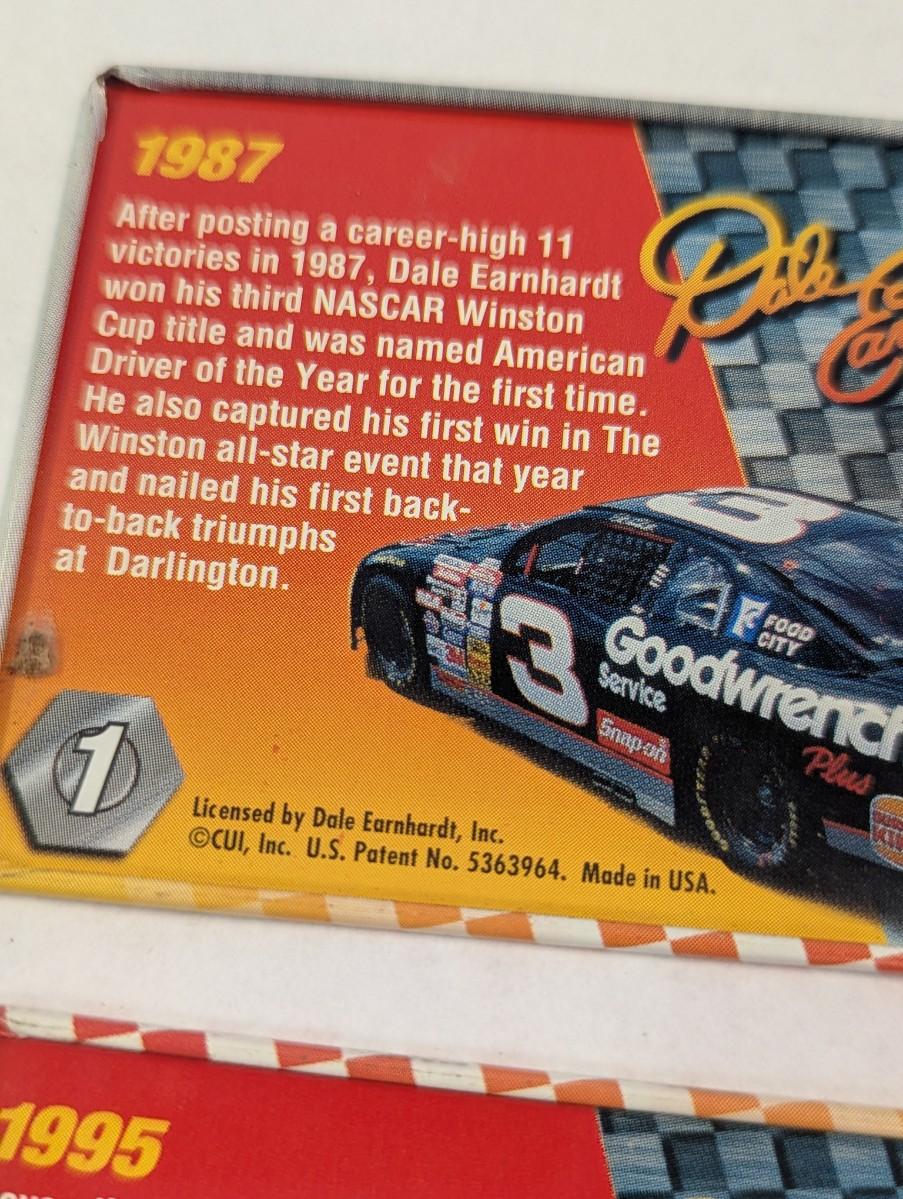 1987
After posting a career-high 11
victories in 1987, Dale Earnhardt
won his third NASCAR Winston
Cup title and was named American
Driver of the Year for the first time.
He also captured his first win in The
Winston all-star event that year
and nailed his first back-
to-back triumphs
at Darlington.
Dale
3
3
FOOD
CITY
Goodwrench
Service
Snap-on
Plus
1
Licensed by Dale Earnhardt, Inc.
©CUI, Inc. U.S. Patent No. 5363964. Made in USA.
1995